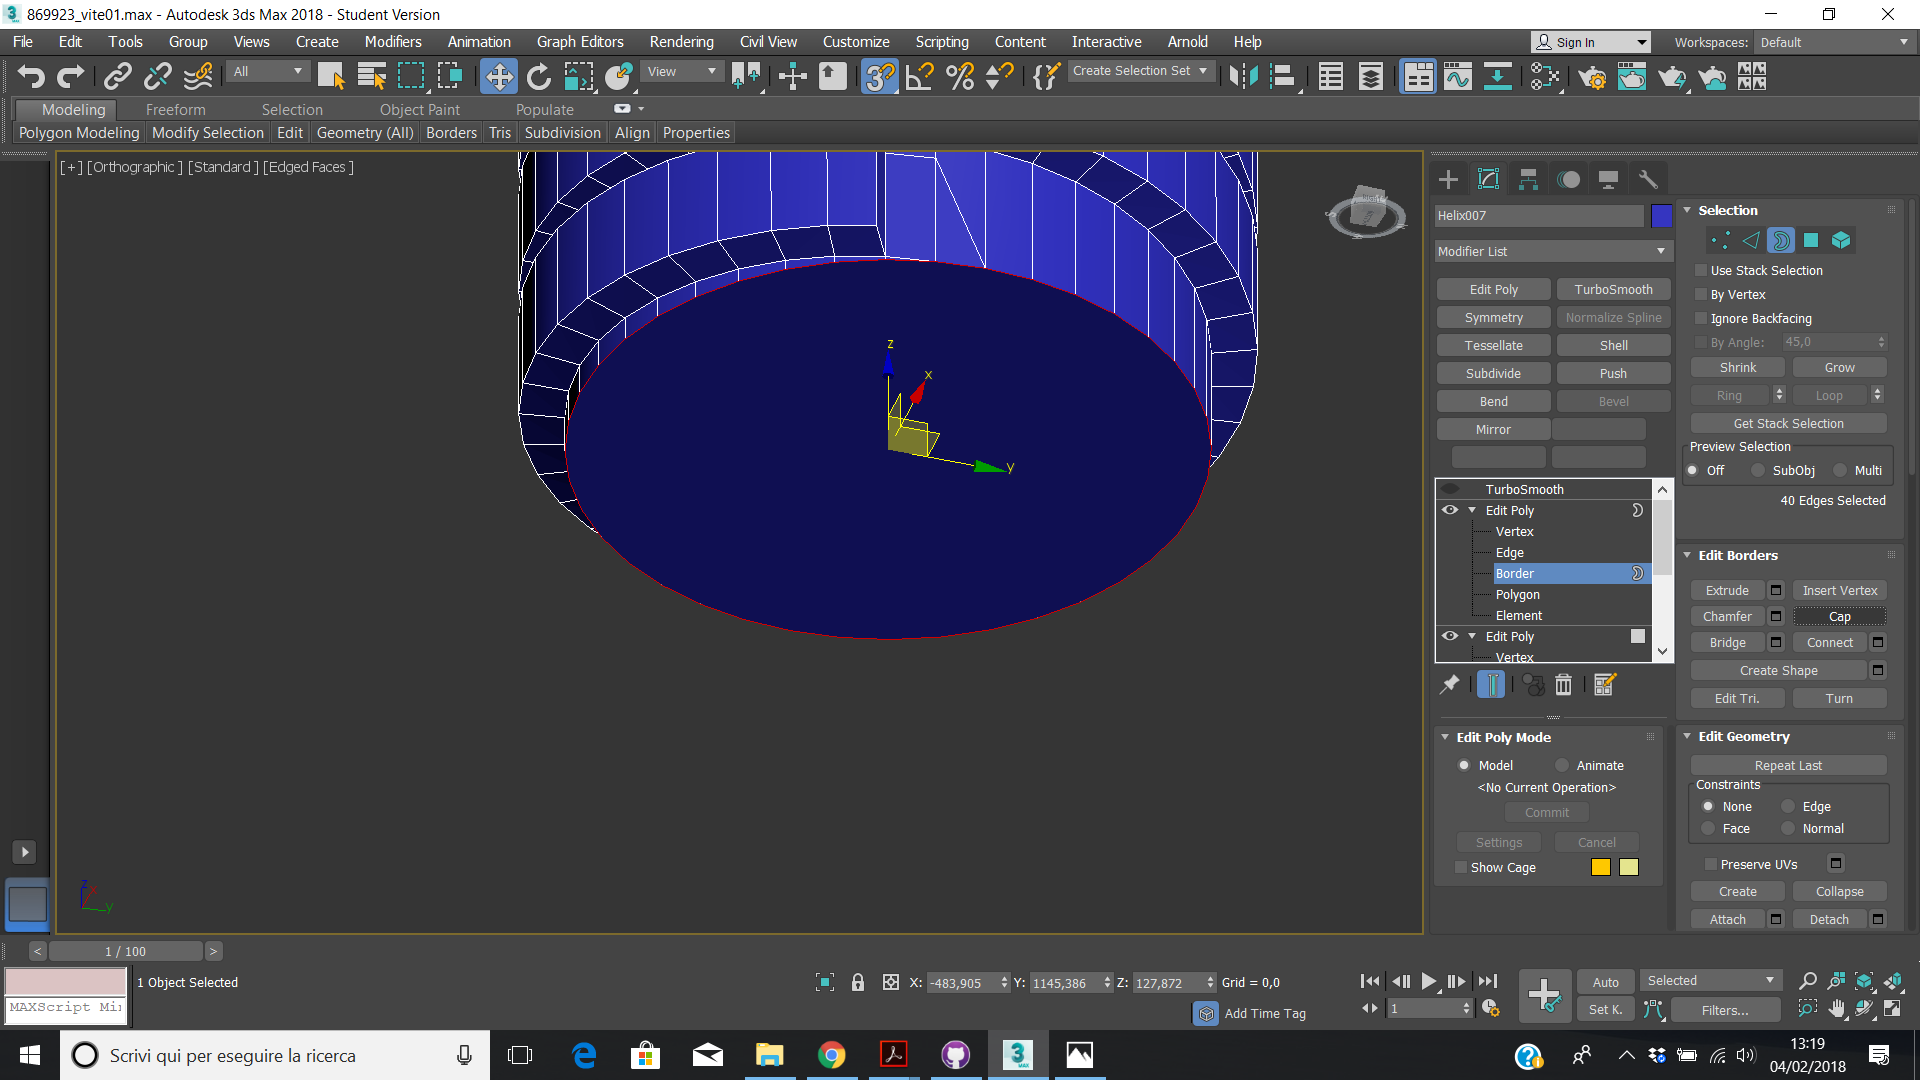 869923_vite01.max - Autodesk 3ds Max 2018 - Student Version
File Edit Tools Group Views Create Modifiers Animation Graph Editors Rendering Civil View Customize Scripting Content Interactive Arnold Help Sign In Workspaces: Default
All View Create Selection Set
Modeling Freeform Selection Object Paint Populate
Polygon Modeling Modify Selection Edit Geometry (All) Borders Tris Subdivision Align Properties
[+] [Orthographic ] [Standard ] [Edged Faces ]
z
x
y
z
x
y
Helix007
Modifier List
Edit Poly TurboSmooth
Symmetry Normalize Spline
Tessellate Shell
Subdivide Push
Bend Bevel
Mirror
TurboSmooth
Edit Poly
Vertex
Edge
Border
Polygon
Element
Edit Poly
Vertex
Edit Poly Mode
Model Animate
<No Current Operation>
Commit
Settings Cancel
Show Cage
Selection
Use Stack Selection
By Vertex
Ignore Backfacing
By Angle: 45,0
Shrink Grow
Ring Loop
Get Stack Selection
Preview Selection
Off SubObj Multi
40 Edges Selected
Edit Borders
Extrude Insert Vertex
Chamfer Cap
Bridge Connect
Create Shape
Edit Tri. Turn
Edit Geometry
Repeat Last
Constraints
None Edge
Face Normal
Preserve UVs
Create Collapse
Attach Detach
< 1 / 100 >
1 Object Selected
MAXScript Mi
X: -483,905 Y: 1145,386 Z: 127,872 Grid = 0,0
Add Time Tag
1
Auto Selected
Set K. Filters...
Scrivi qui per eseguire la ricerca
13:19
04/02/2018